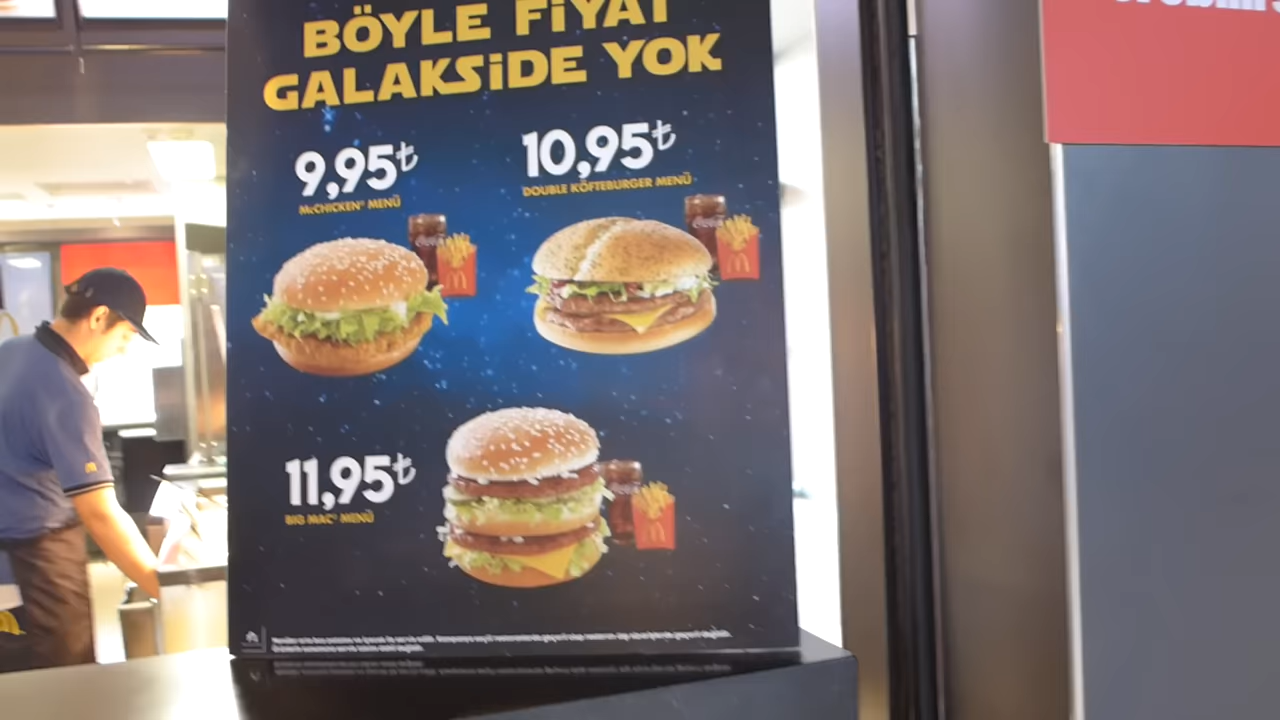 BÖYLE FİYAT
GALAKSİDE YOK
9,95₺
McCHICKEN® MENÜ
10,95₺
DOUBLE KÖFTEBURGER MENÜ
11,95₺
BIG MAC® MENÜ